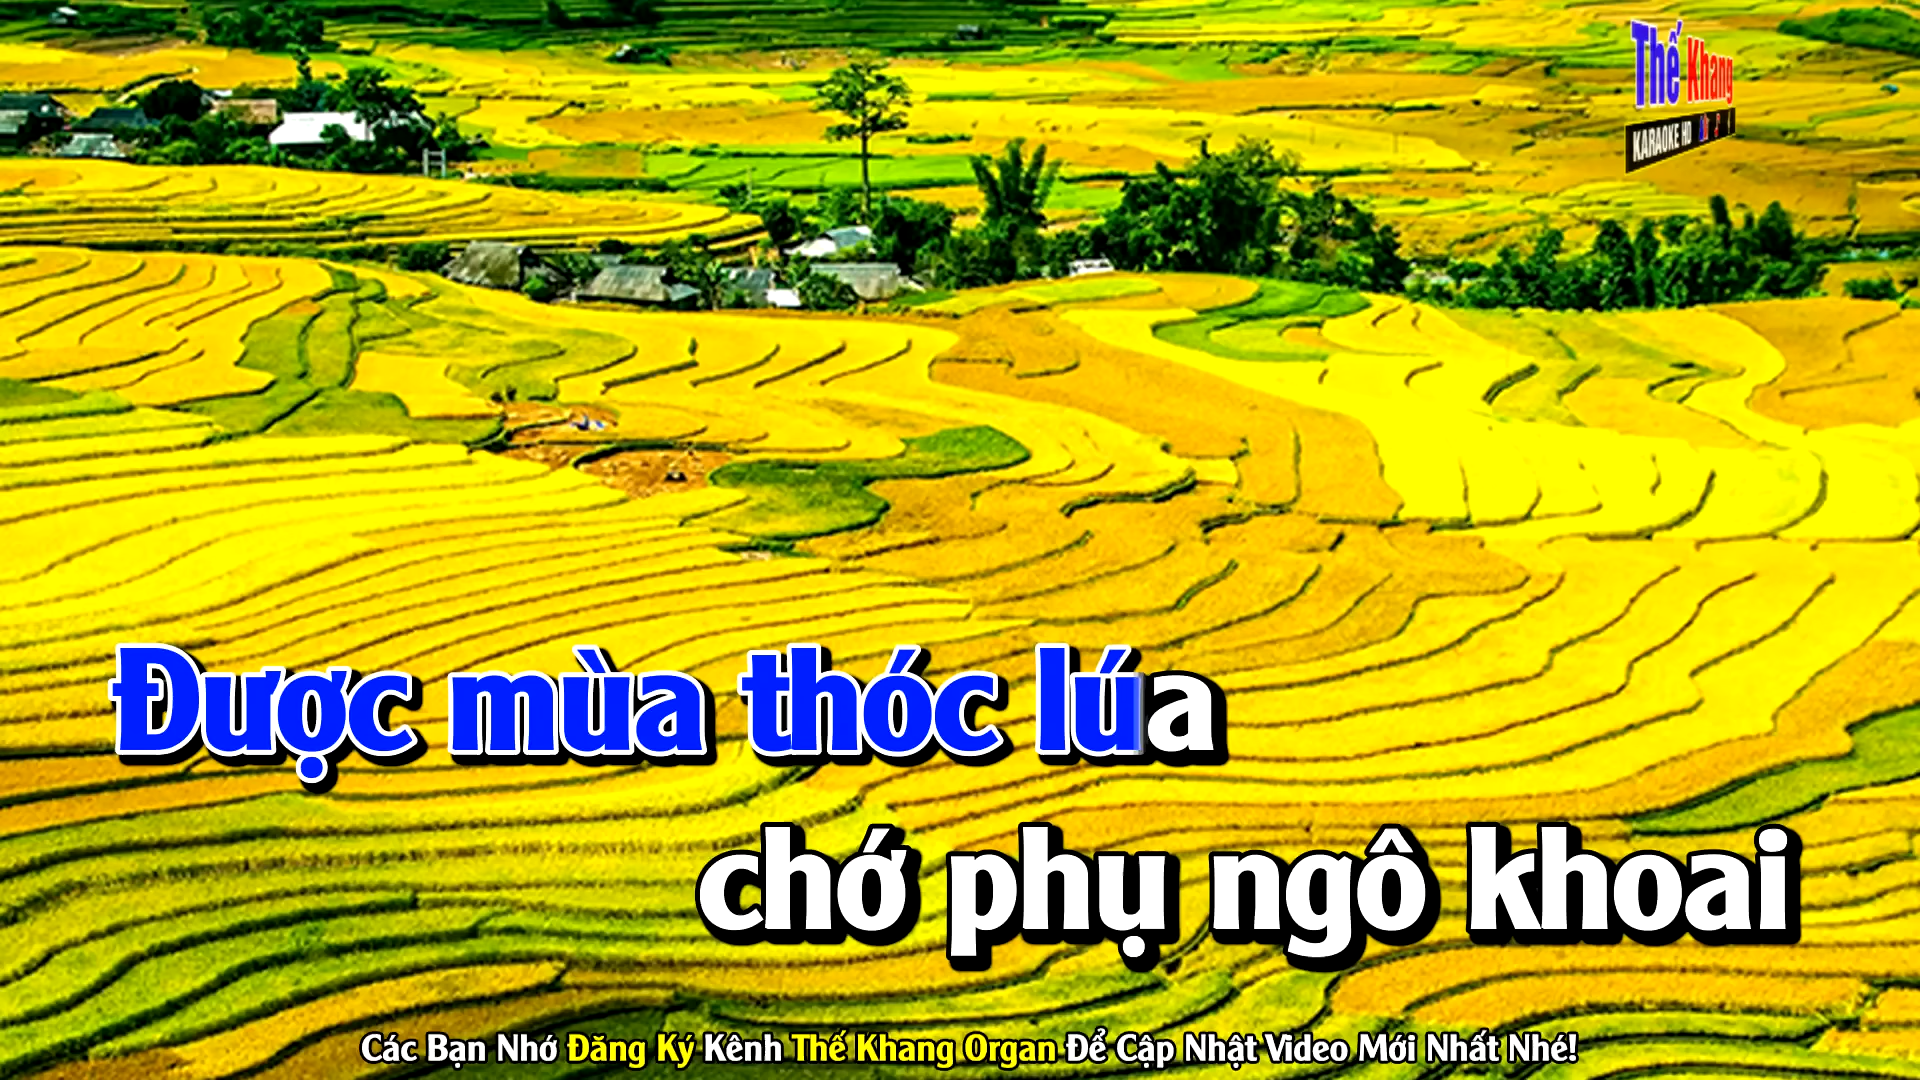 Thế Khang
KARAOKE HD
Được mùa thóc lúa
chớ phụ ngô khoai
Các Bạn Nhớ Đăng Ký Kênh Thế Khang Organ Để Cập Nhật Video Mới Nhất Nhé!